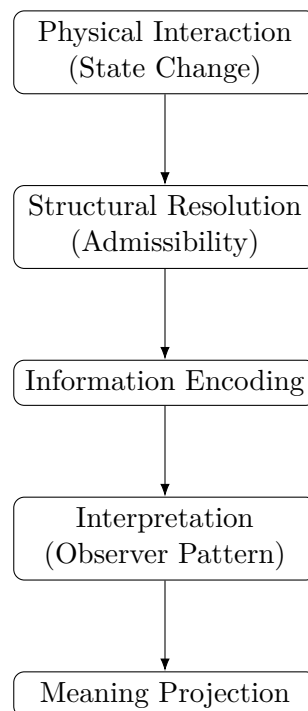 Physical Interaction
(State Change)
Structural Resolution
(Admissibility)
Information Encoding
Interpretation
(Observer Pattern)
Meaning Projection